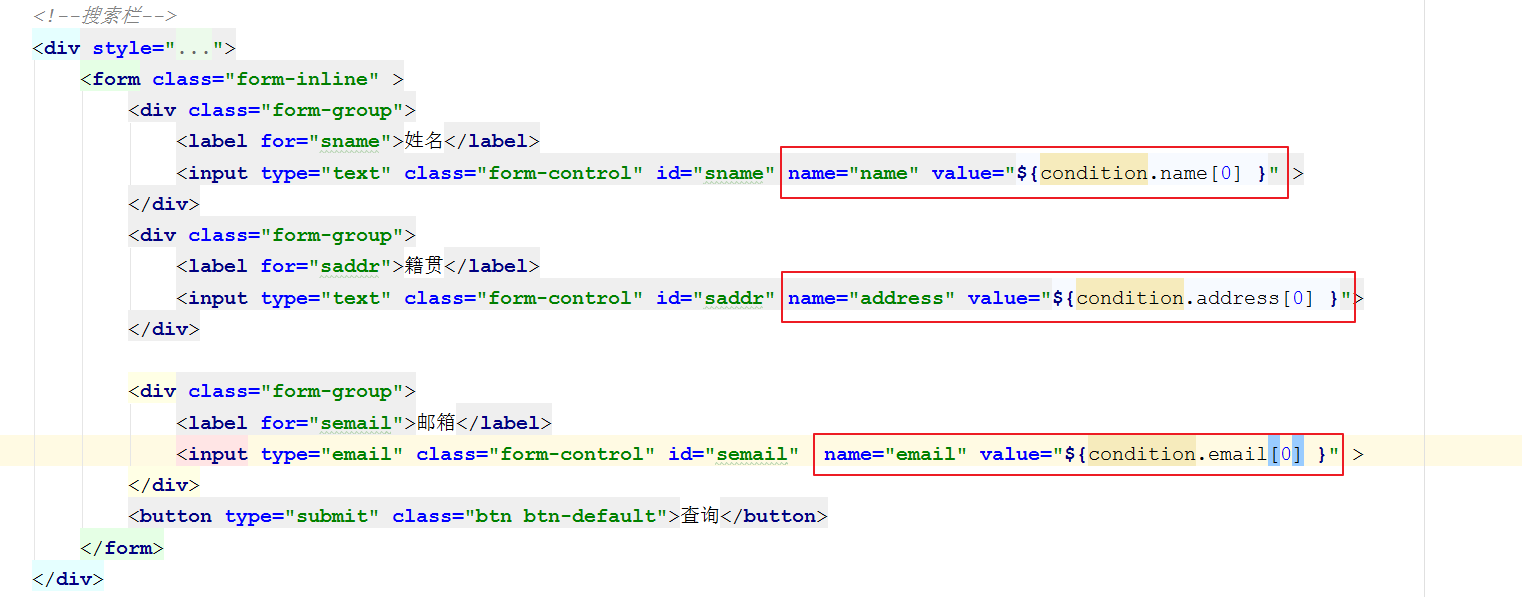 <!--搜索栏-->
<div style="...">
<form class="form-inline" >
<div class="form-group">
<label for="sname">姓名</label>
<input type="text" class="form-control" id="sname" name="name" value="${condition.name[0] }" >
</div>
<div class="form-group">
<label for="saddr">籍贯</label>
<input type="text" class="form-control" id="saddr" name="address" value="${condition.address[0] }">
</div>
<div class="form-group">
<label for="semail">邮箱</label>
<input type="email" class="form-control" id="semail" name="email" value="${condition.email[0] }" >
</div>
<button type="submit" class="btn btn-default">查询</button>
</form>
</div>